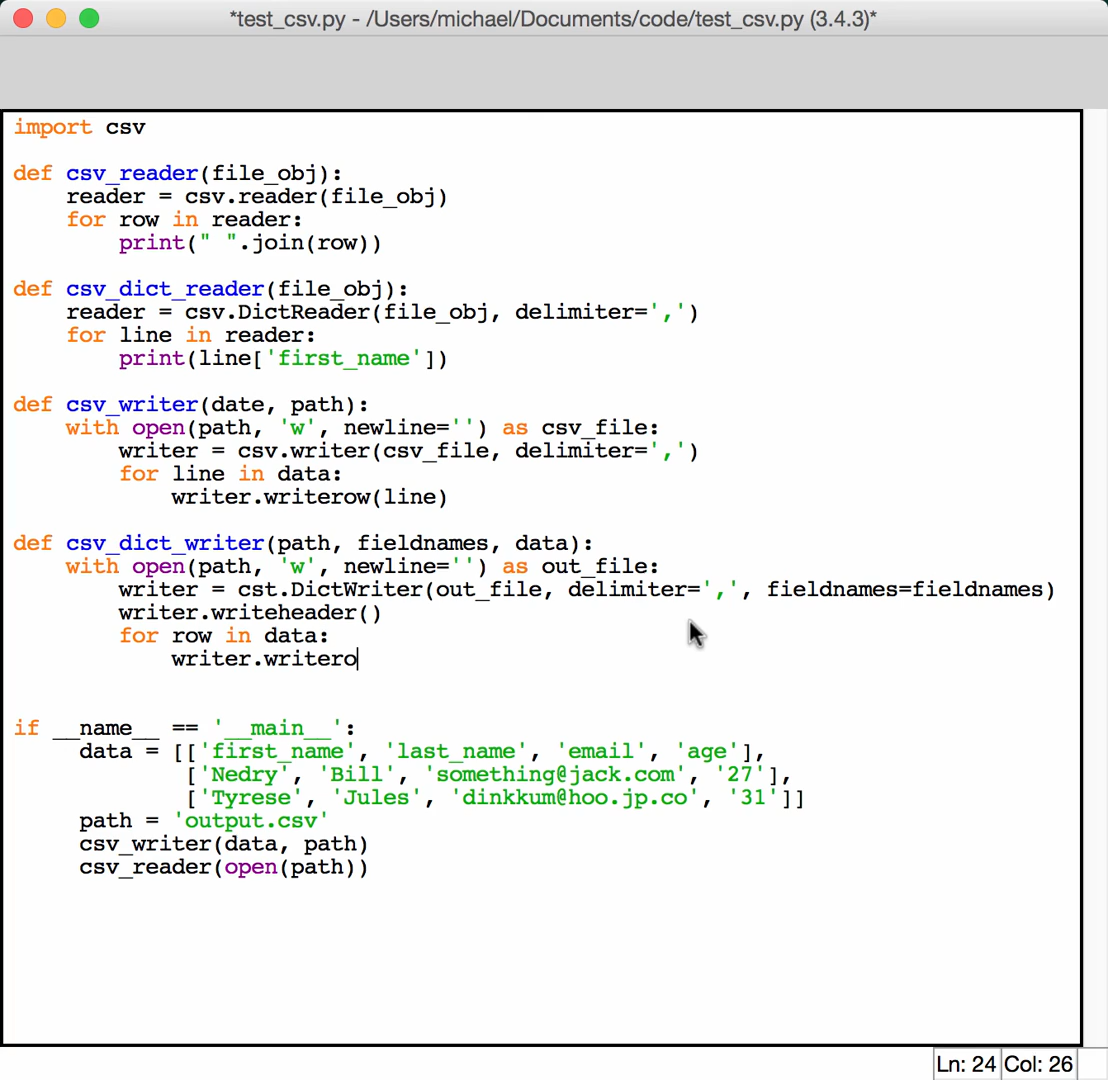 *test_csv.py - /Users/michael/Documents/code/test_csv.py (3.4.3)*
import csv
def csv_reader(file_obj):
    reader = csv.reader(file_obj)
    for row in reader:
        print(" ".join(row))
def csv_dict_reader(file_obj):
    reader = csv.DictReader(file_obj, delimiter=',')
    for line in reader:
        print(line['first_name'])
def csv_writer(date, path):
    with open(path, 'w', newline='') as csv_file:
        writer = csv.writer(csv_file, delimiter=',')
        for line in data:
            writer.writerow(line)
def csv_dict_writer(path, fieldnames, data):
    with open(path, 'w', newline='') as out_file:
        writer = cst.DictWriter(out_file, delimiter=',', fieldnames=fieldnames)
        writer.writeheader()
        for row in data:
            writer.writero
if __name__ == '__main__':
     data = [['first_name', 'last_name', 'email', 'age'],
             ['Nedry', 'Bill', 'something@jack.com', '27'],
             ['Tyrese', 'Jules', 'dinkkum@hoo.jp.co', '31']]
     path = 'output.csv'
     csv_writer(data, path)
     csv_reader(open(path))
Ln: 24 Col: 26